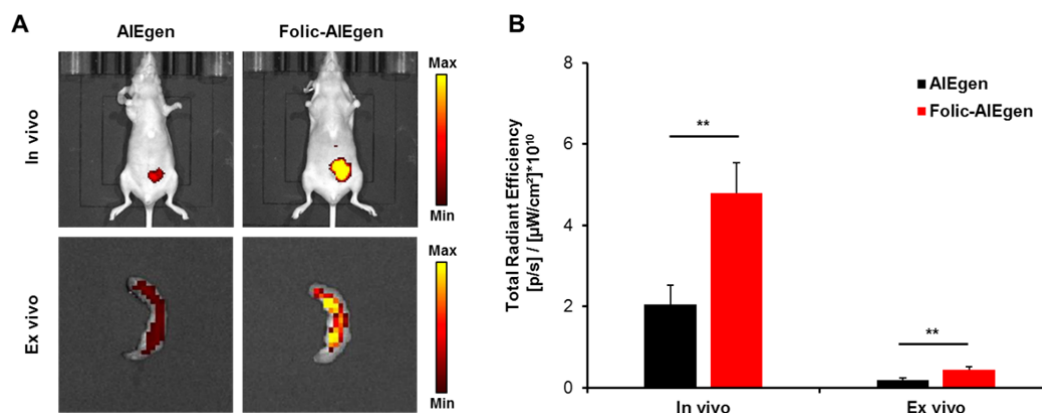 A
AIEgen
Folic-AIEgen
In vivo
Max
Min
Ex vivo
Max
Min
B
Total Radiant Efficiency
[p/s] / [µW/cm²]*10¹⁰
8
6
4
2
0
**
**
AIEgen
Folic-AIEgen
In vivo
Ex vivo